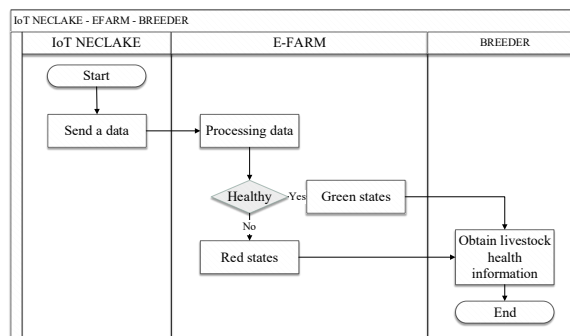 IoT NECLAKE - EFARM - BREEDER
IoT NECLAKE
E-FARM
BREEDER
Start
Send a data
Processing data
Healthy
Yes
Green states
No
Red states
Obtain livestock
health
information
End